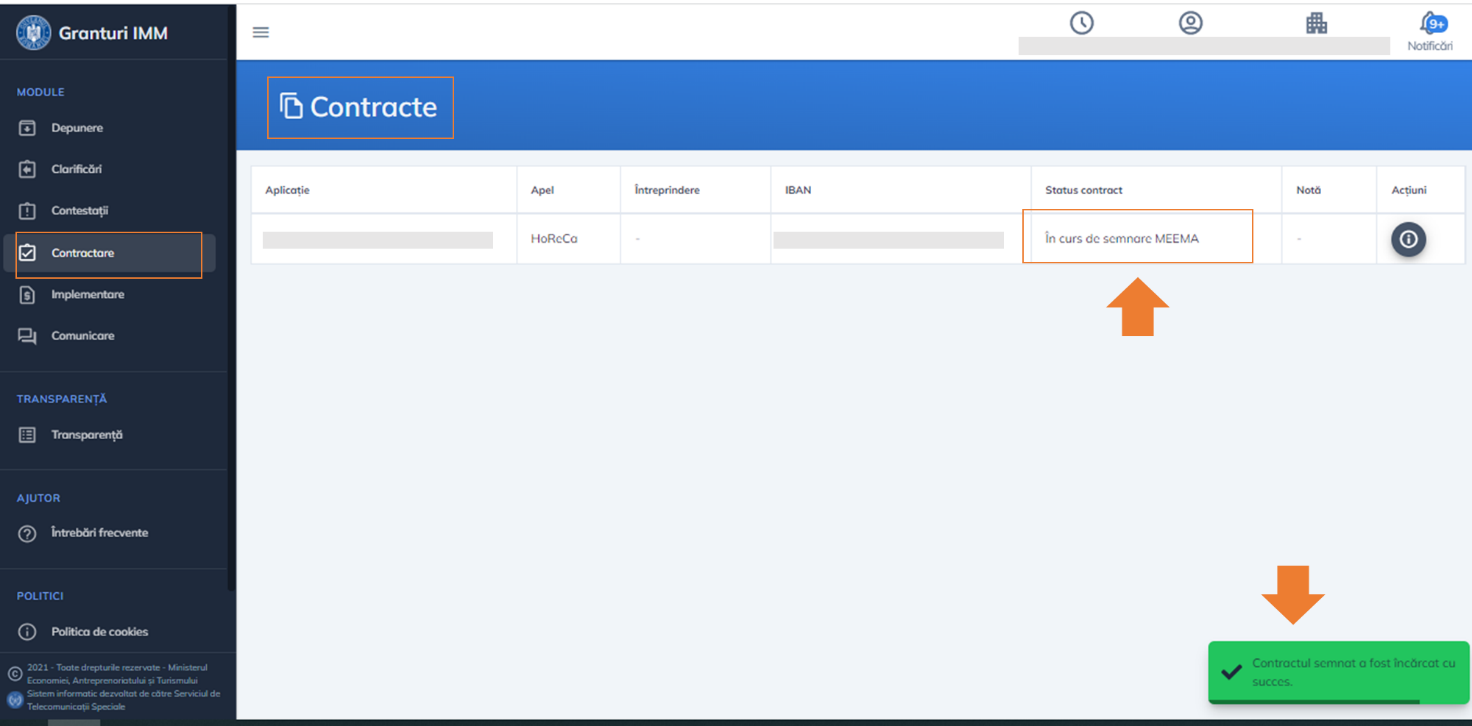 Granturi IMM
9+
Notificări
MODULE
Depunere
Clarificări
Contestații
Contractare
Implementare
Comunicare
TRANSPARENȚĂ
Transparență
AJUTOR
Întrebări frecvente
POLITICI
Politica de cookies
2021 - Toate drepturile rezervate - Ministerul
Economiei, Antreprenoriatului și Turismului
Sistem informatic dezvoltat de către Serviciul de
Telecomunicații Speciale
Contracte
Aplicație Apel Întreprindere IBAN Status contract Notă Acțiuni
HoReCa - În curs de semnare MEEMA -
Contractul semnat a fost încărcat cu
succes.